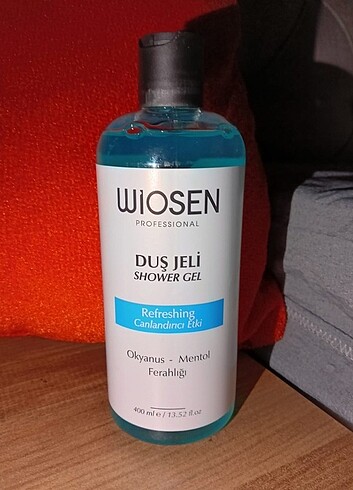 WIOSEN
PROFESSIONAL
DUŞ JELİ
SHOWER GEL
Refreshing
Canlandırıcı Etki
Okyanus - Mentol
Ferahlığı
400 ml e / 13.52 fl.oz